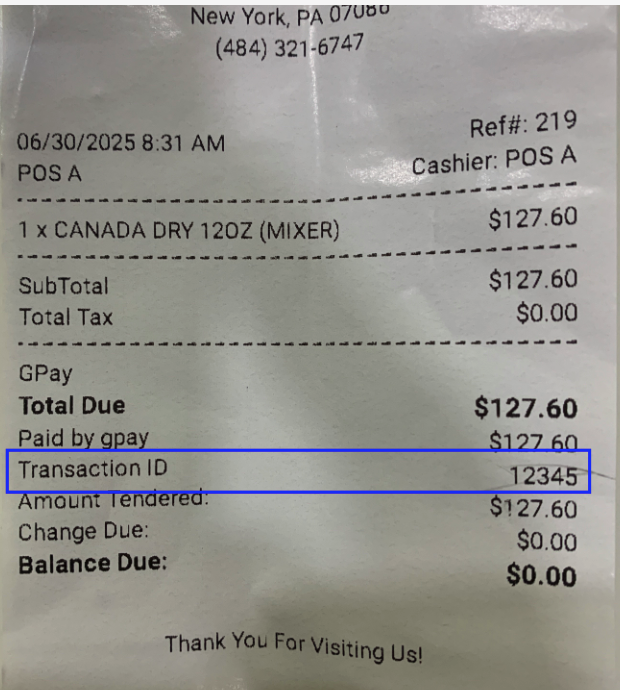 New York, PA 07080
(484) 321-6747
Ref#: 219
06/30/2025 8:31 AM
Cashier: POS A
POS A
1 x CANADA DRY 12OZ (MIXER) $127.60
SubTotal $127.60
Total Tax $0.00
GPay
Total Due $127.60
Paid by gpay $127.60
Transaction ID 12345
Amount Tendered: $127.60
Change Due: $0.00
Balance Due: $0.00
Thank You For Visiting Us!